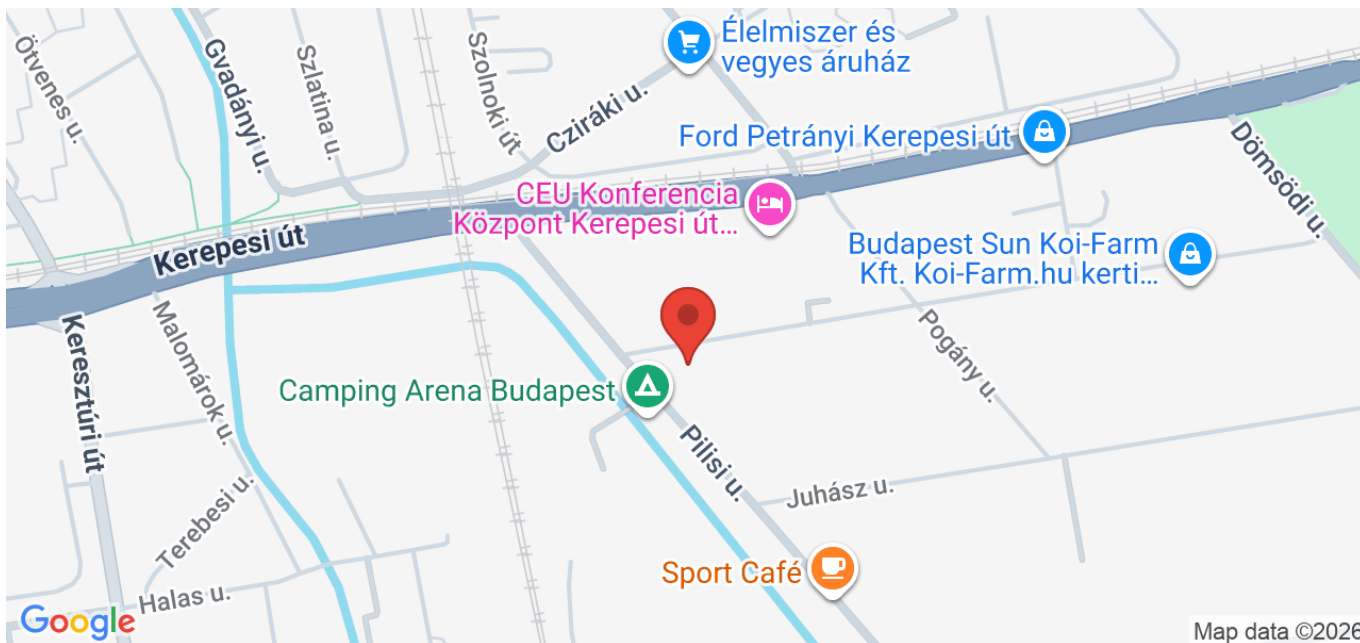 Ötvenes u.
Gvadányi u.
Szlatina u.
Szolnoki út
Cziráki u.
Élelmiszer és
vegyes áruház
Ford Petrányi Kerepesi út
Dömsödi u.
CEU Konferencia
Központ Kerepesi út...
Kerepesi út
Budapest Sun Koi-Farm
Kft. Koi-Farm.hu kerti...
Keresztúri út
Malomárok u.
Pogány u.
Camping Arena Budapest
Pilisi u.
Juhász u.
Terebesi u.
Sport Café
Halas u.
Google
Map data ©2026